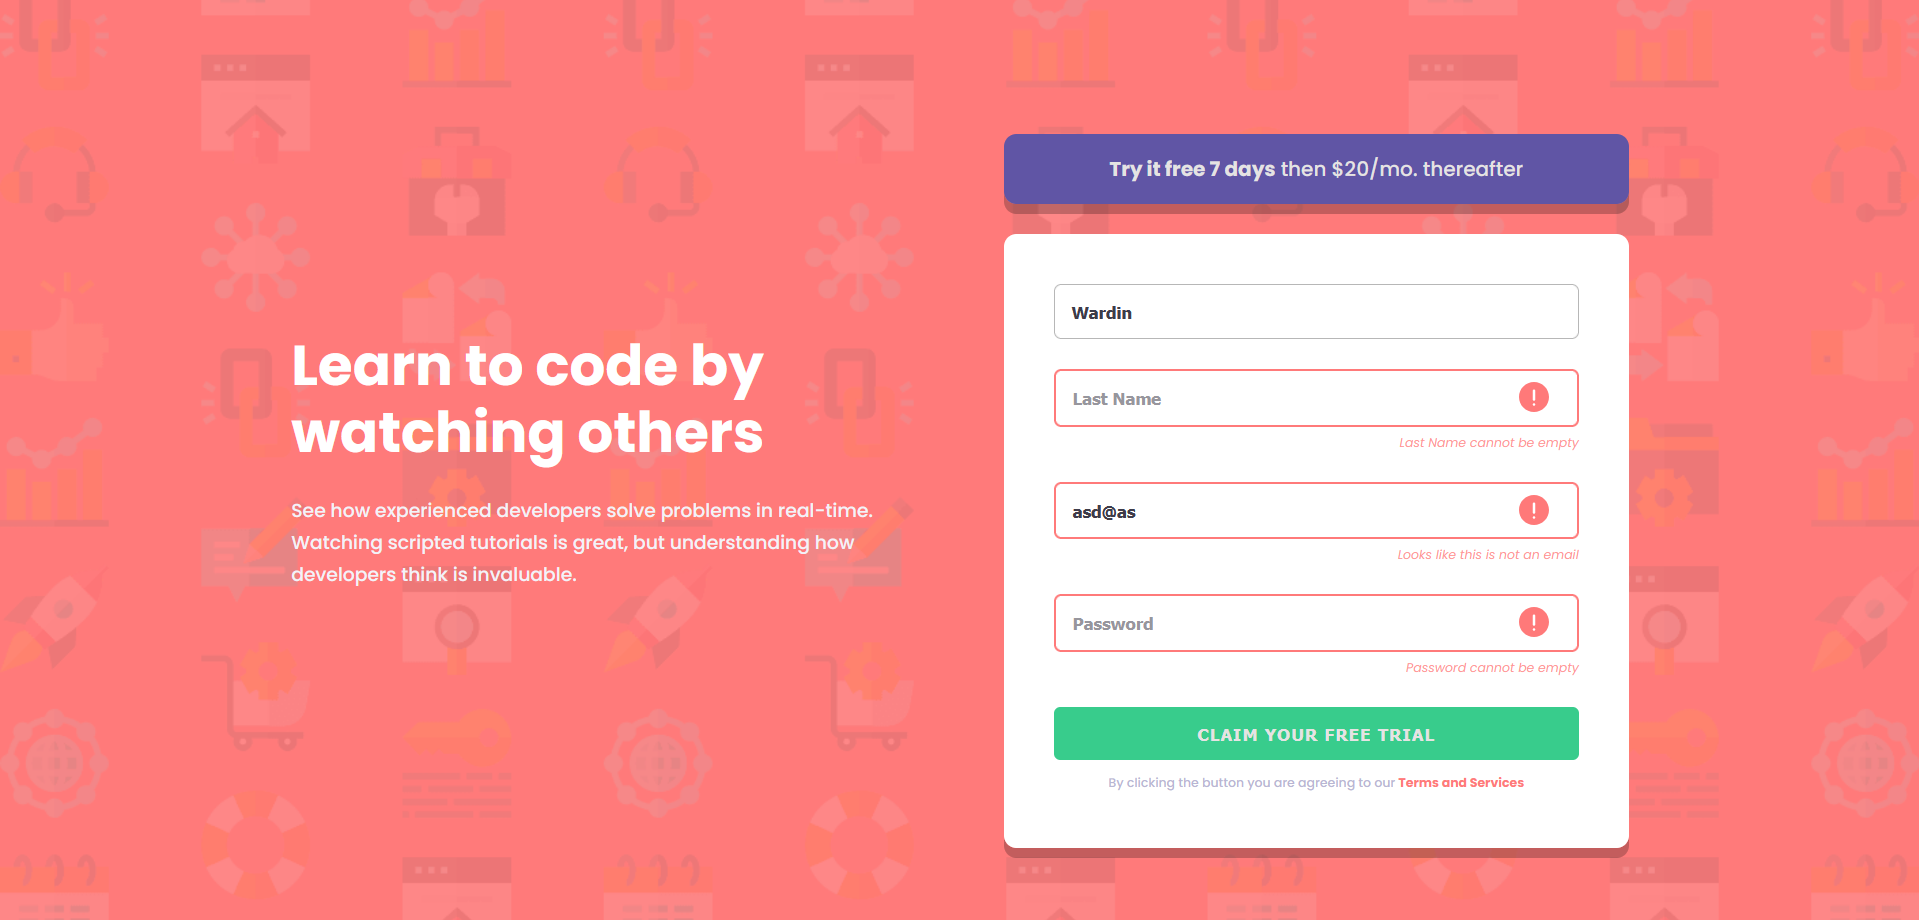 Learn to code by
watching others
See how experienced developers solve problems in real-time.
Watching scripted tutorials is great, but understanding how
developers think is invaluable.
Try it free 7 days then $20/mo. thereafter
Wardin
Last Name
Last Name cannot be empty
asd@as
Looks like this is not an email
Password
Password cannot be empty
CLAIM YOUR FREE TRIAL
By clicking the button you are agreeing to our Terms and Services